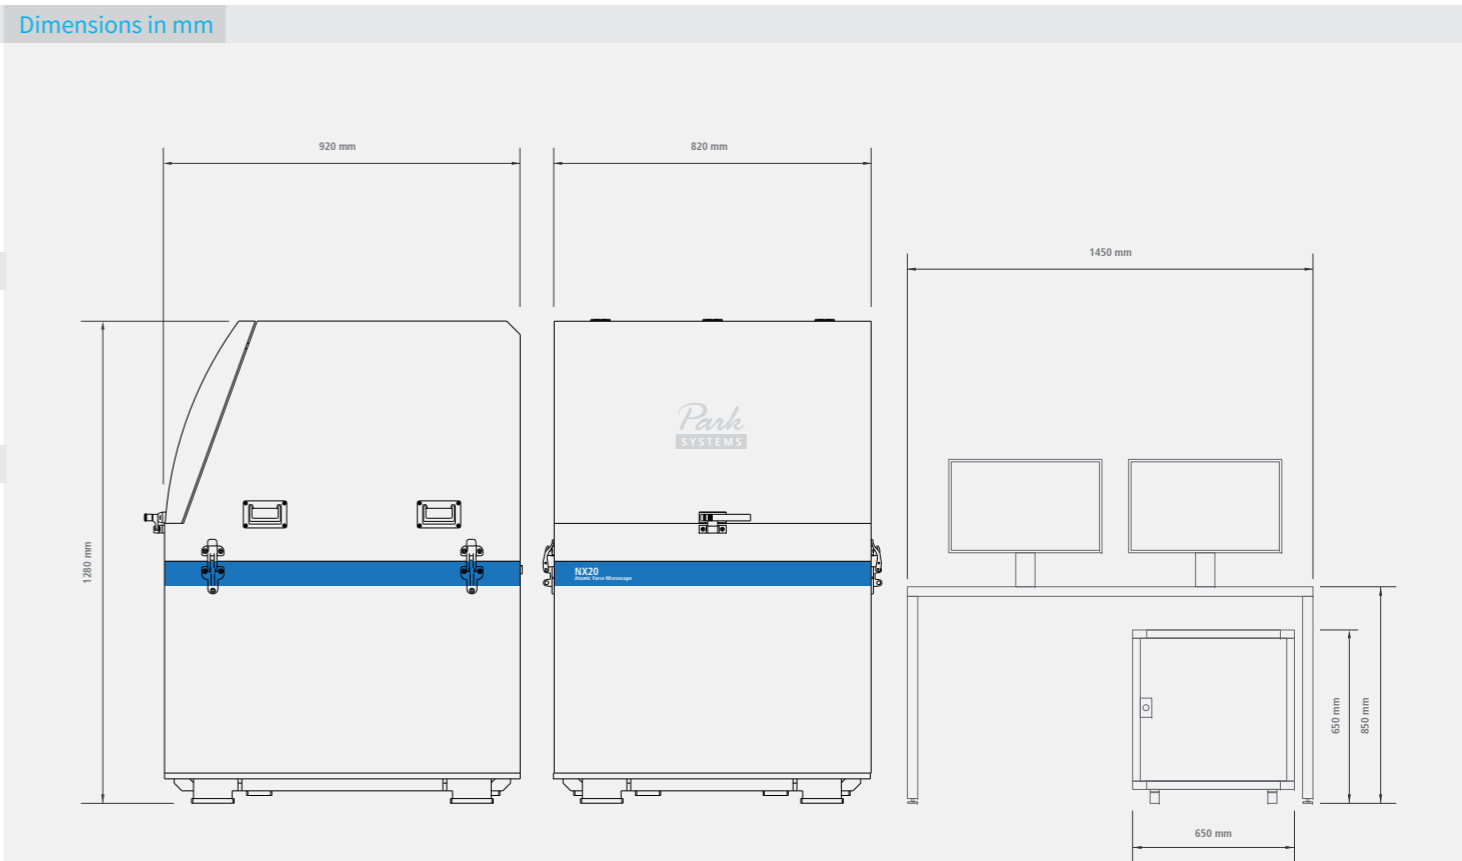 Dimensions in mm
920 mm
820 mm
1450 mm
1280 mm
Park
SYSTEMS
NX20
Atomic Force Microscope
650 mm
850 mm
650 mm